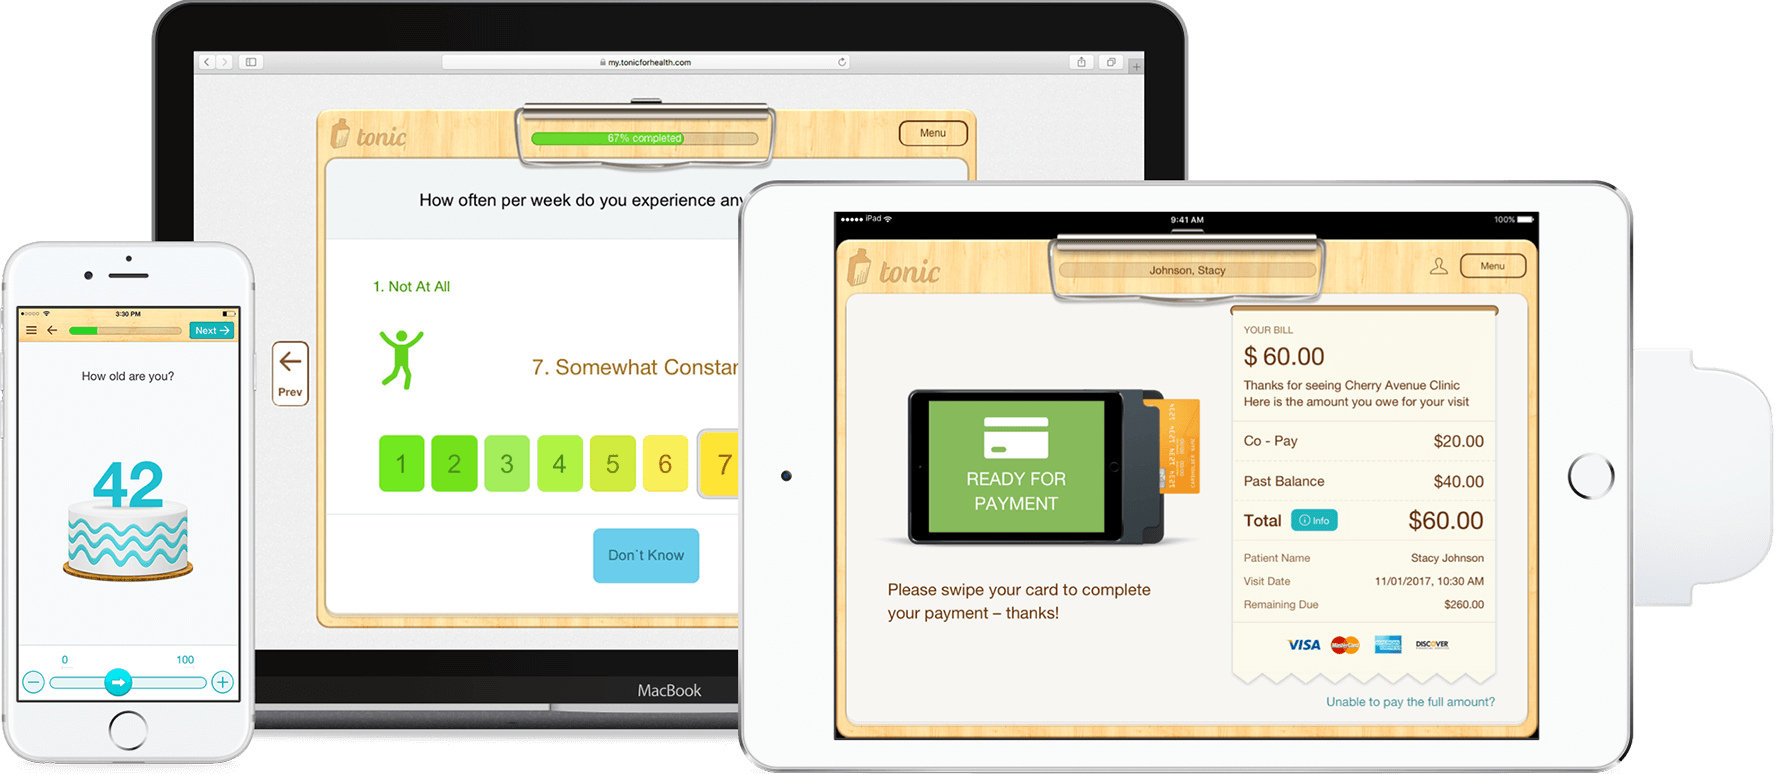 my.tonicforhealth.com
tonic
67% completed
Menu
How often per week do you experience any
1. Not At All
7. Somewhat Constan
Prev
1 2 3 4 5 6 7
Don`t Know
MacBook
3:30 PM
Next
How old are you?
42
0 100
iPad 9:41 AM 100%
tonic
Johnson, Stacy
Menu
READY FOR
PAYMENT
Please swipe your card to complete
your payment – thanks!
YOUR BILL
$ 60.00
Thanks for seeing Cherry Avenue Clinic
Here is the amount you owe for your visit
Co - Pay $20.00
Past Balance $40.00
Total Info $60.00
Patient Name Stacy Johnson
Visit Date 11/01/2017, 10:30 AM
Remaining Due $260.00
VISA MasterCard DISCOVER
Unable to pay the full amount?